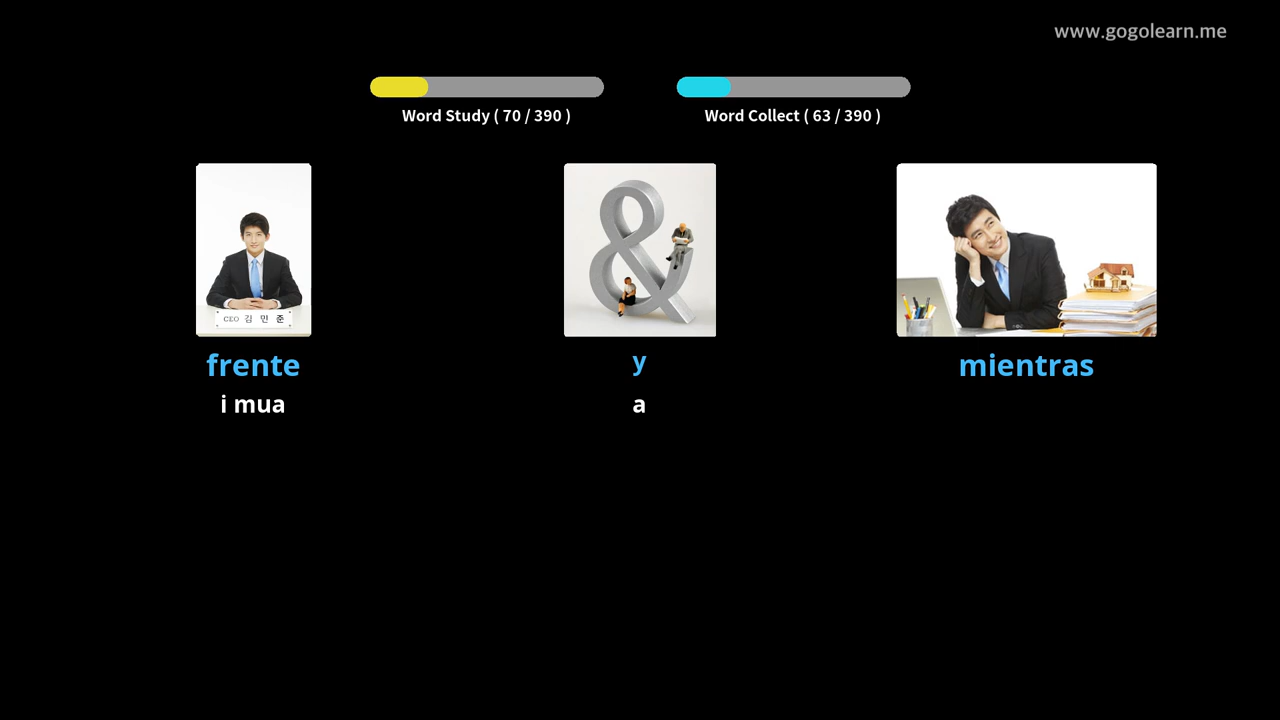 www.gogolearn.me
Word Study ( 70 / 390 )
Word Collect ( 63 / 390 )
CEO 김 민 준
frente
i mua
y
a
mientras